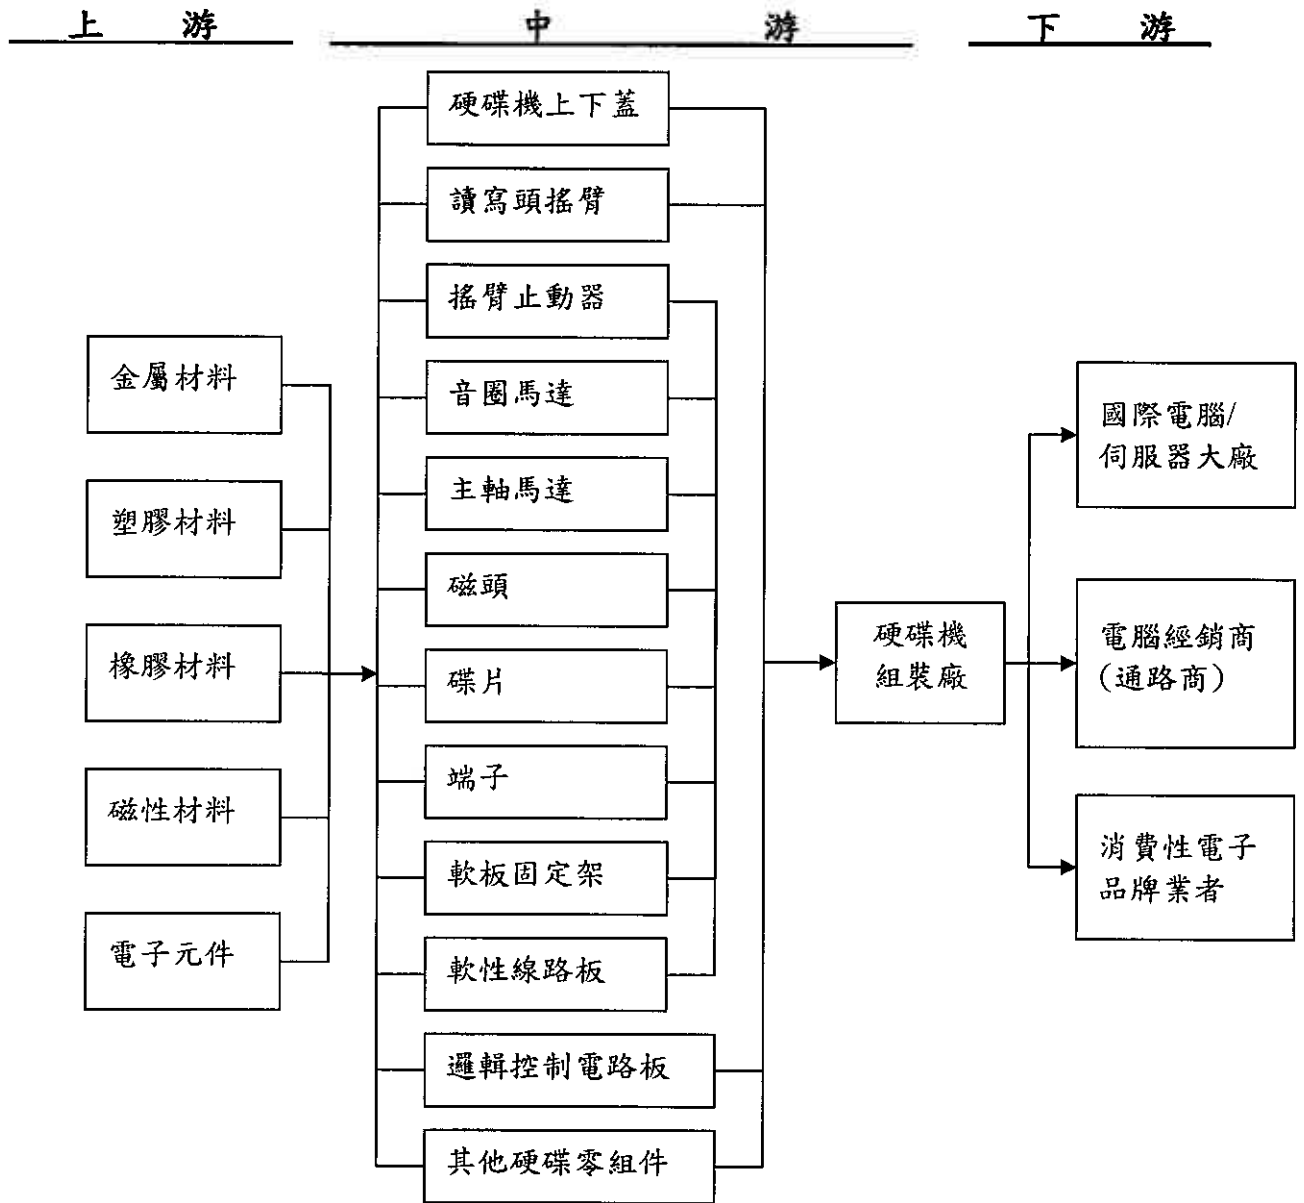 上 游
中 游
下 游
金屬材料
塑膠材料
橡膠材料
磁性材料
電子元件
硬碟機上下蓋
讀寫頭搖臂
搖臂止動器
音圈馬達
主軸馬達
磁頭
碟片
端子
軟板固定架
軟性線路板
邏輯控制電路板
其他硬碟零組件
硬碟機
組裝廠
國際電腦/
伺服器大廠
電腦經銷商
(通路商)
消費性電子
品牌業者